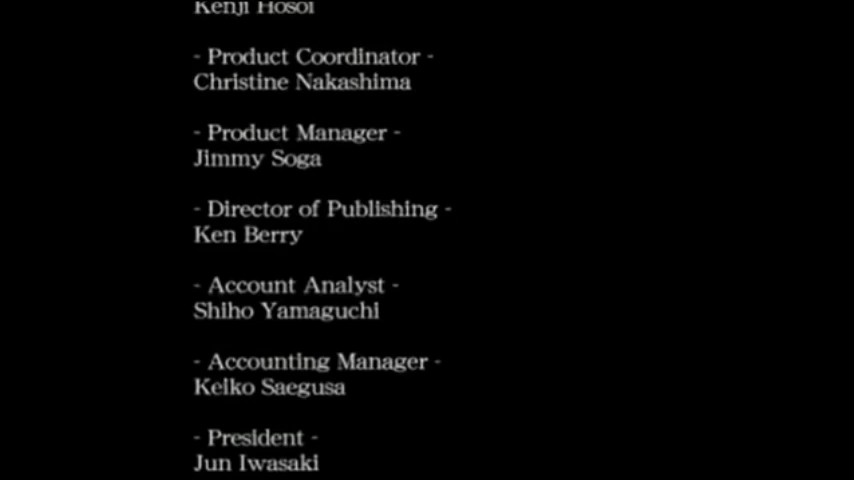 Kenji Hosoi
- Product Coordinator -
Christine Nakashima
- Product Manager -
Jimmy Soga
- Director of Publishing -
Ken Berry
- Account Analyst -
Shiho Yamaguchi
- Accounting Manager -
Keiko Saegusa
- President -
Jun Iwasaki